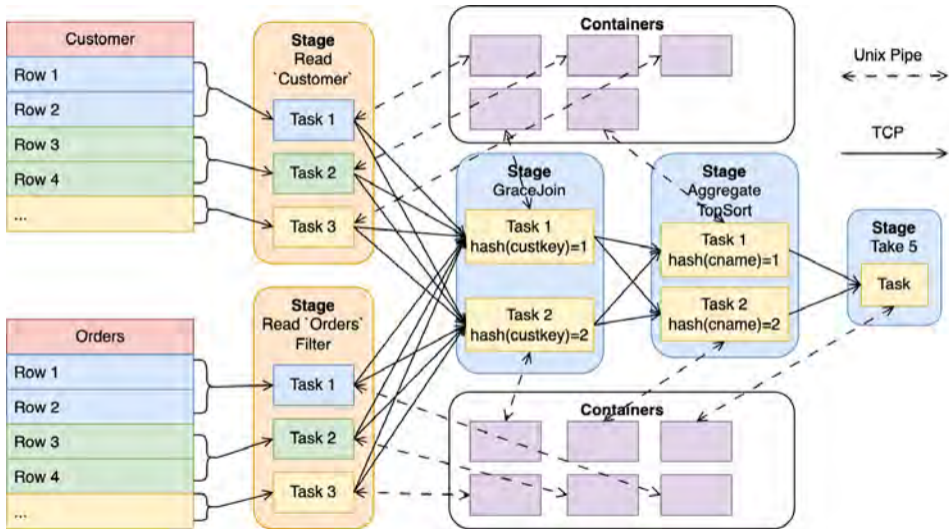 Customer
Row 1
Row 2
Row 3
Row 4
...
Stage
Read
`Customer`
Task 1
Task 2
Task 3
Containers
Unix Pipe
TCP
Stage
GraceJoin
Task 1
hash(custkey)=1
Task 2
hash(custkey)=2
Stage
Aggregate
TopSort
Task 1
hash(cname)=1
Task 2
hash(cname)=2
Stage
Take 5
Task
Orders
Row 1
Row 2
Row 3
Row 4
...
Stage
Read `Orders`
Filter
Task 1
Task 2
Task 3
Containers